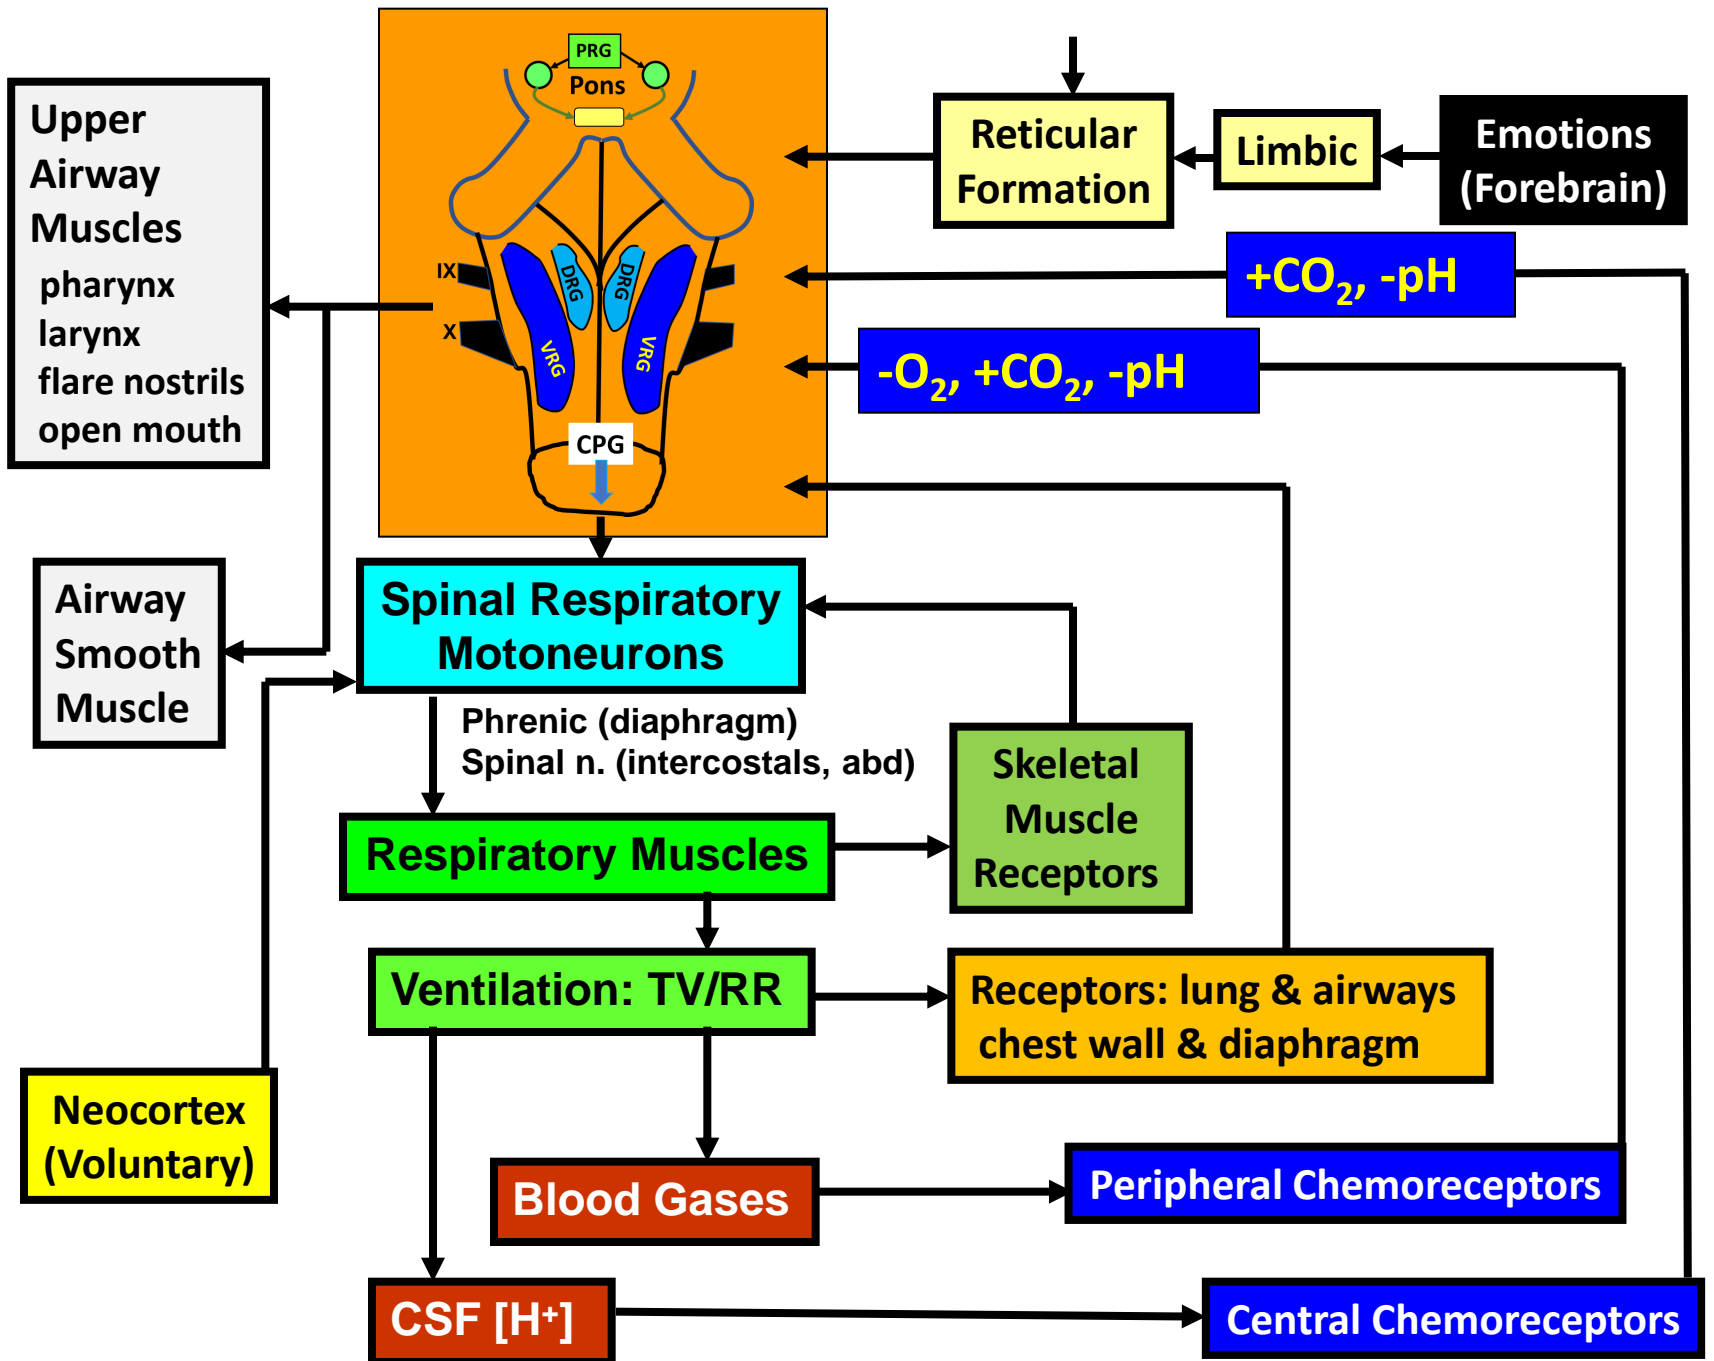 PRG
Pons
Upper
Airway
Muscles
pharynx
larynx
flare nostrils
open mouth
Reticular
Formation
Limbic
Emotions
(Forebrain)
IX
X
DRG
DRG
VRG
VRG
CPG
+CO₂, -pH
-O₂, +CO₂, -pH
Airway
Smooth
Muscle
Spinal Respiratory
Motoneurons
Phrenic (diaphragm)
Spinal n. (intercostals, abd)
Skeletal
Muscle
Receptors
Respiratory Muscles
Ventilation: TV/RR
Receptors: lung & airways
chest wall & diaphragm
Neocortex
(Voluntary)
Blood Gases
Peripheral Chemoreceptors
CSF [H⁺]
Central Chemoreceptors